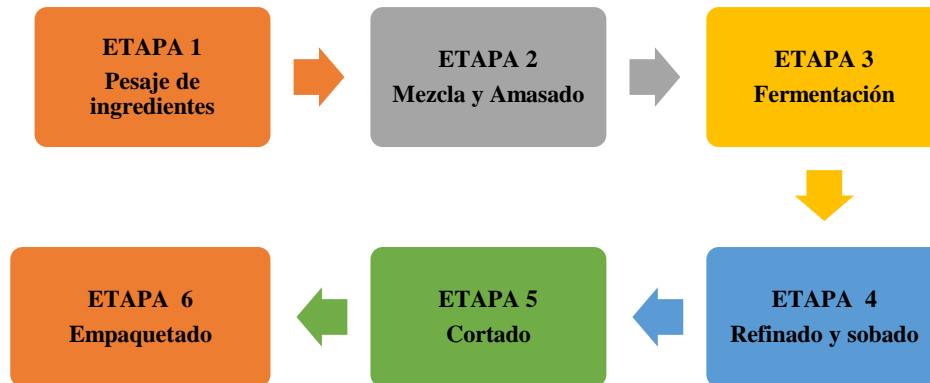 ETAPA 1
Pesaje de
ingredientes
ETAPA 2
Mezcla y Amasado
ETAPA 3
Fermentación
ETAPA 4
Refinado y sobado
ETAPA 5
Cortado
ETAPA 6
Empaquetado